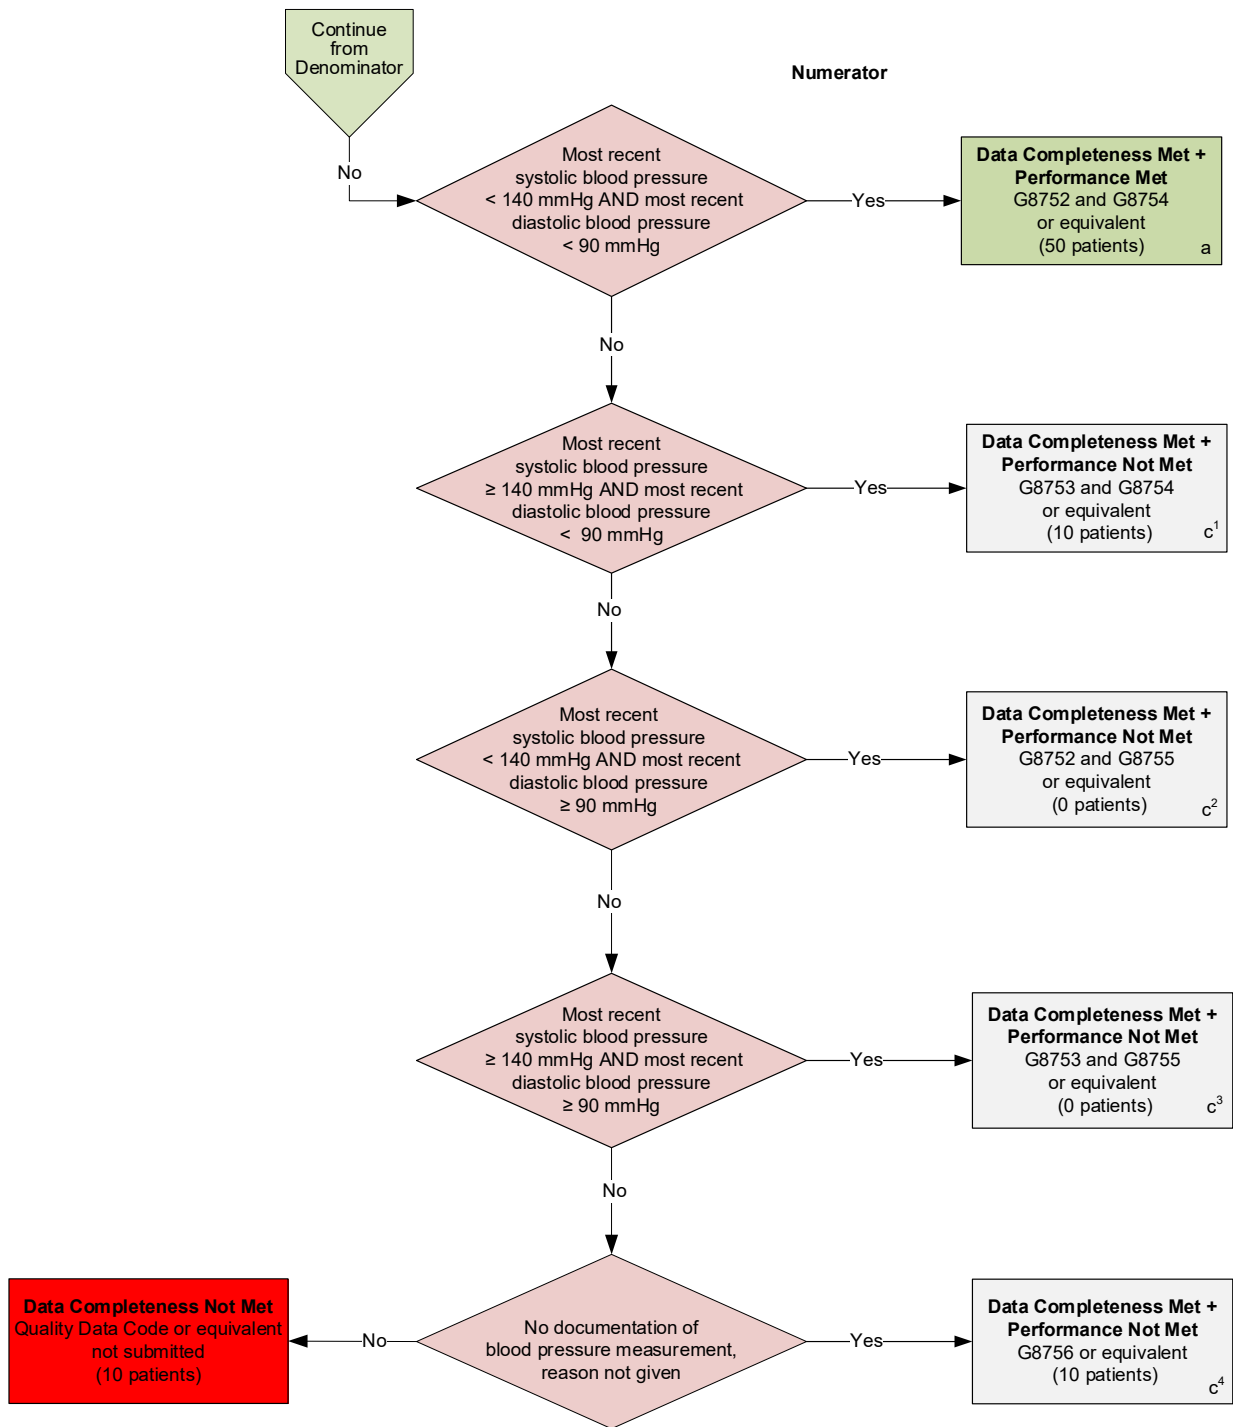 Continue
from
Denominator
Numerator
No
Most recent
systolic blood pressure
< 140 mmHg AND most recent
diastolic blood pressure
< 90 mmHg
Yes
Data Completeness Met +
Performance Met
G8752 and G8754
or equivalent
(50 patients)
a
No
Most recent
systolic blood pressure
≥ 140 mmHg AND most recent
diastolic blood pressure
< 90 mmHg
Yes
Data Completeness Met +
Performance Not Met
G8753 and G8754
or equivalent
(10 patients)
c¹
No
Most recent
systolic blood pressure
< 140 mmHg AND most recent
diastolic blood pressure
≥ 90 mmHg
Yes
Data Completeness Met +
Performance Not Met
G8752 and G8755
or equivalent
(0 patients)
c²
No
Most recent
systolic blood pressure
≥ 140 mmHg AND most recent
diastolic blood pressure
≥ 90 mmHg
Yes
Data Completeness Met +
Performance Not Met
G8753 and G8755
or equivalent
(0 patients)
c³
No
Data Completeness Not Met
Quality Data Code or equivalent
not submitted
(10 patients)
No
No documentation of
blood pressure measurement,
reason not given
Yes
Data Completeness Met +
Performance Not Met
G8756 or equivalent
(10 patients)
c⁴